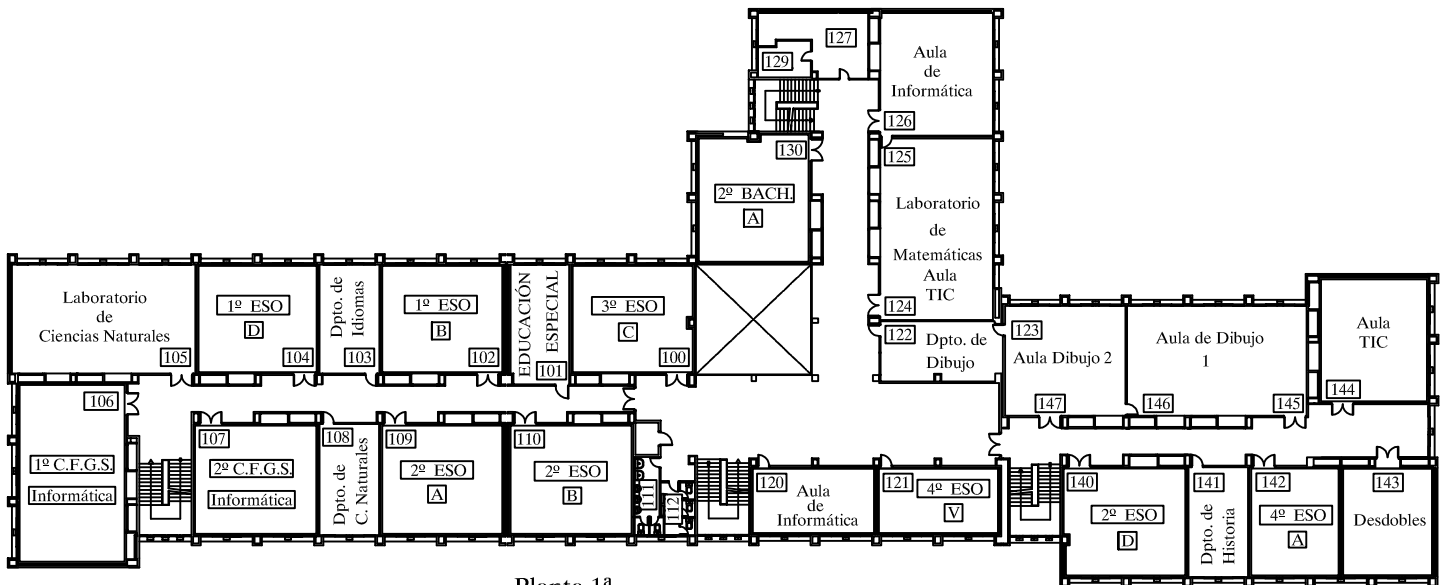 127
129
Aula
de
Informática
126
130
125
2º BACH.
A
Laboratorio
de
Matemáticas
Aula
TIC
124
Laboratorio
de
Ciencias Naturales
105
1º ESO
D
104
Dpto. de
Idiomas
103
1º ESO
B
102
EDUCACIÓN
ESPECIAL
101
3º ESO
C
100
122
Dpto. de
Dibujo
123
Aula Dibujo 2
147
Aula de Dibujo
1
146
145
Aula
TIC
144
106
1º C.F.G.S.
Informática
107
2º C.F.G.S.
Informática
108
Dpto. de
C. Naturales
109
2º ESO
A
110
2º ESO
B
111
112
120
Aula
de
Informática
121
4º ESO
V
140
2º ESO
D
141
Dpto. de
Historia
142
4º ESO
A
143
Desdobles
Planta 1ª